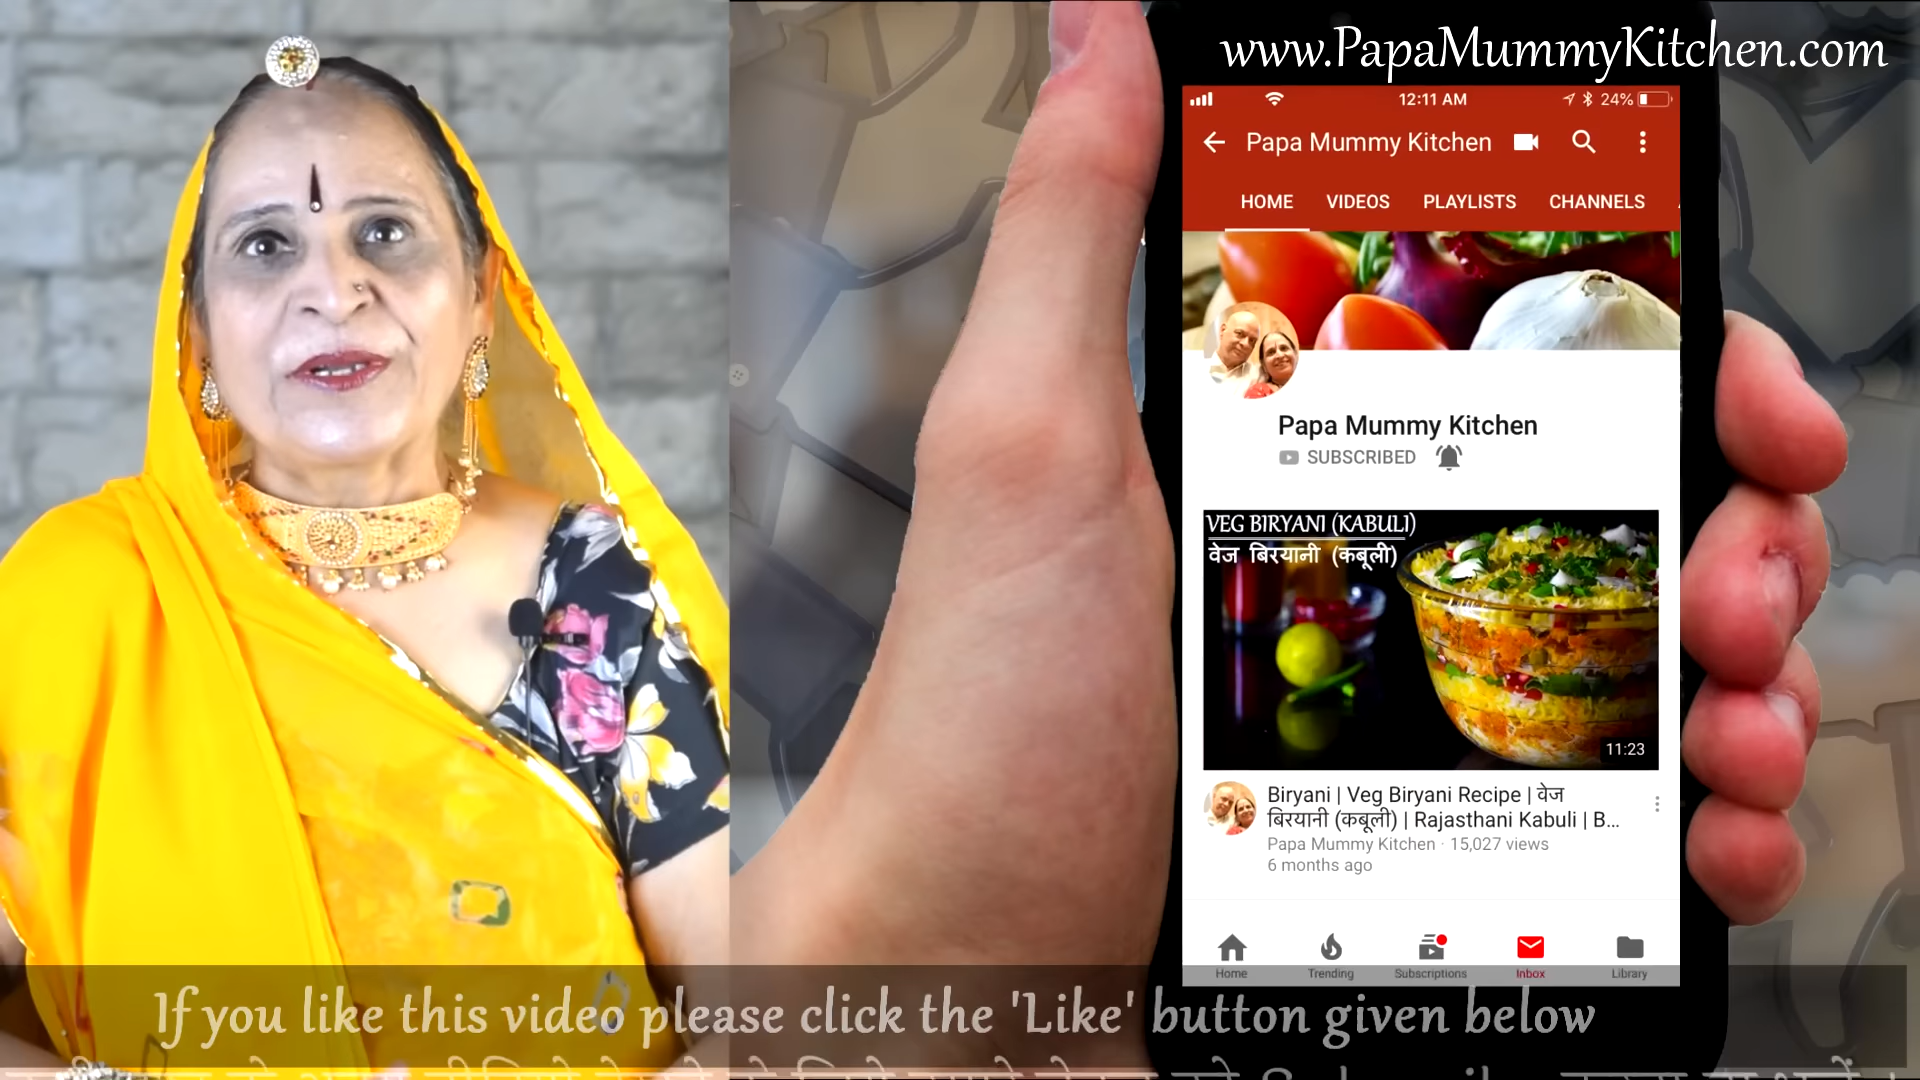 www.PapaMummyKitchen.com
12:11 AM
24%
Papa Mummy Kitchen
HOME VIDEOS PLAYLISTS CHANNELS
Papa Mummy Kitchen
SUBSCRIBED
VEG BIRYANI (KABULI)
वेज बिरयानी (कबूली)
11:23
Biryani | Veg Biryani Recipe | वेज
बिरयानी (कबूली) | Rajasthani Kabuli | B...
Papa Mummy Kitchen · 15,027 views
6 months ago
Home Trending Subscriptions Inbox Library
If you like this video please click the 'Like' button given below